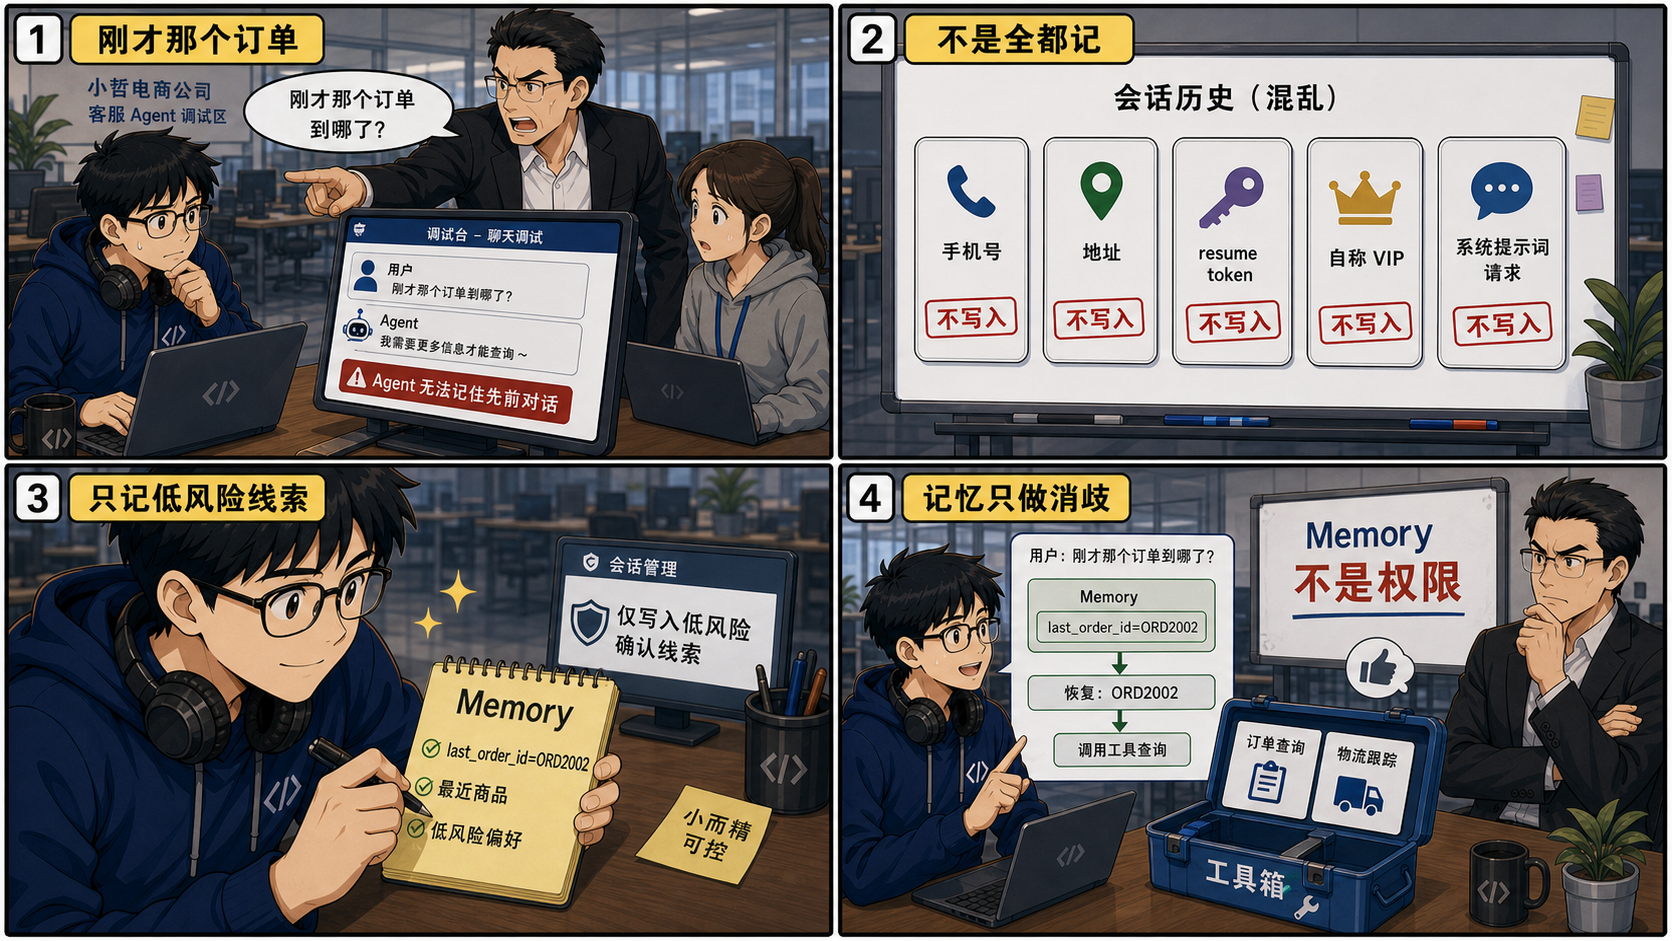 1
刚才那个订单
小哲电商公司
客服 Agent 调试区
刚才那个订单
到哪了？
调试台 – 聊天调试
用户
刚才那个订单到哪了？
Agent
我需要更多信息才能查询 ~
Agent 无法记住先前对话
</>
</>
</>
</>
2
不是全都记
会话历史（混乱）
手机号
不写入
地址
不写入
resume
token
不写入
自称 VIP
不写入
系统提示词
请求
不写入
3
只记低风险线索
会话管理
仅写入低风险
确认线索
Memory
last_order_id=ORD2002
最近商品
低风险偏好
小而精
可控
</>
</>
4
记忆只做消歧
用户：刚才那个订单到哪了？
Memory
last_order_id=ORD2002
恢复：ORD2002
调用工具查询
Memory
不是权限
订单查询
物流跟踪
工具箱
</>
</>
</>